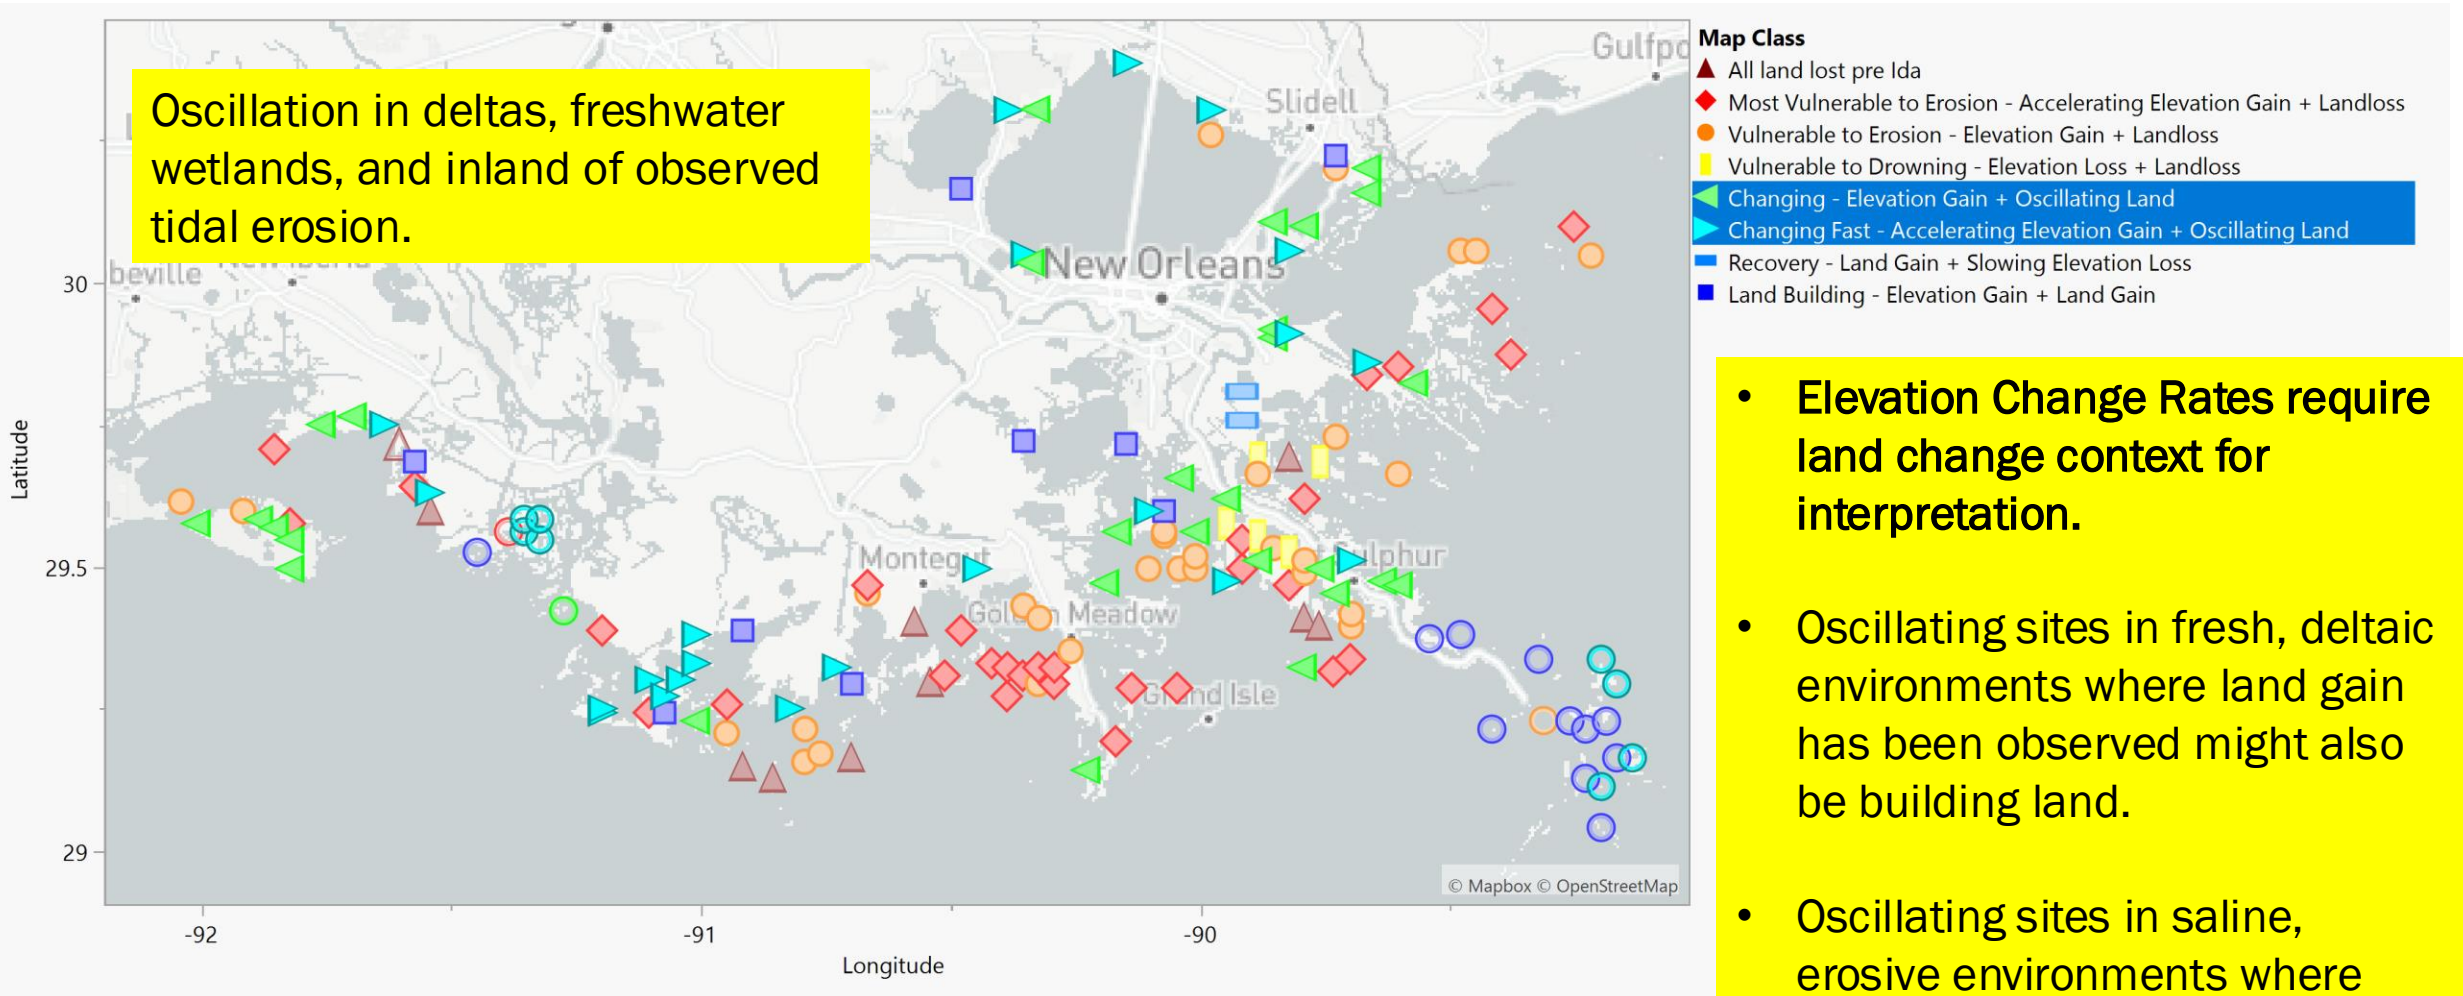 Oscillation in deltas, freshwater
wetlands, and inland of observed
tidal erosion.
Gulfpo
Slidell
New Orleans
beville
Montegut
Golden Meadow
Sulphur
Grand Isle
30
29.5
29
Latitude
-92
-91
-90
Longitude
© Mapbox © OpenStreetMap
Map Class
All land lost pre Ida
Most Vulnerable to Erosion - Accelerating Elevation Gain + Landloss
Vulnerable to Erosion - Elevation Gain + Landloss
Vulnerable to Drowning - Elevation Loss + Landloss
Changing - Elevation Gain + Oscillating Land
Changing Fast - Accelerating Elevation Gain + Oscillating Land
Recovery - Land Gain + Slowing Elevation Loss
Land Building - Elevation Gain + Land Gain
• Elevation Change Rates require
land change context for
interpretation.
• Oscillating sites in fresh, deltaic
environments where land gain
has been observed might also
be building land.
• Oscillating sites in saline,
erosive environments where